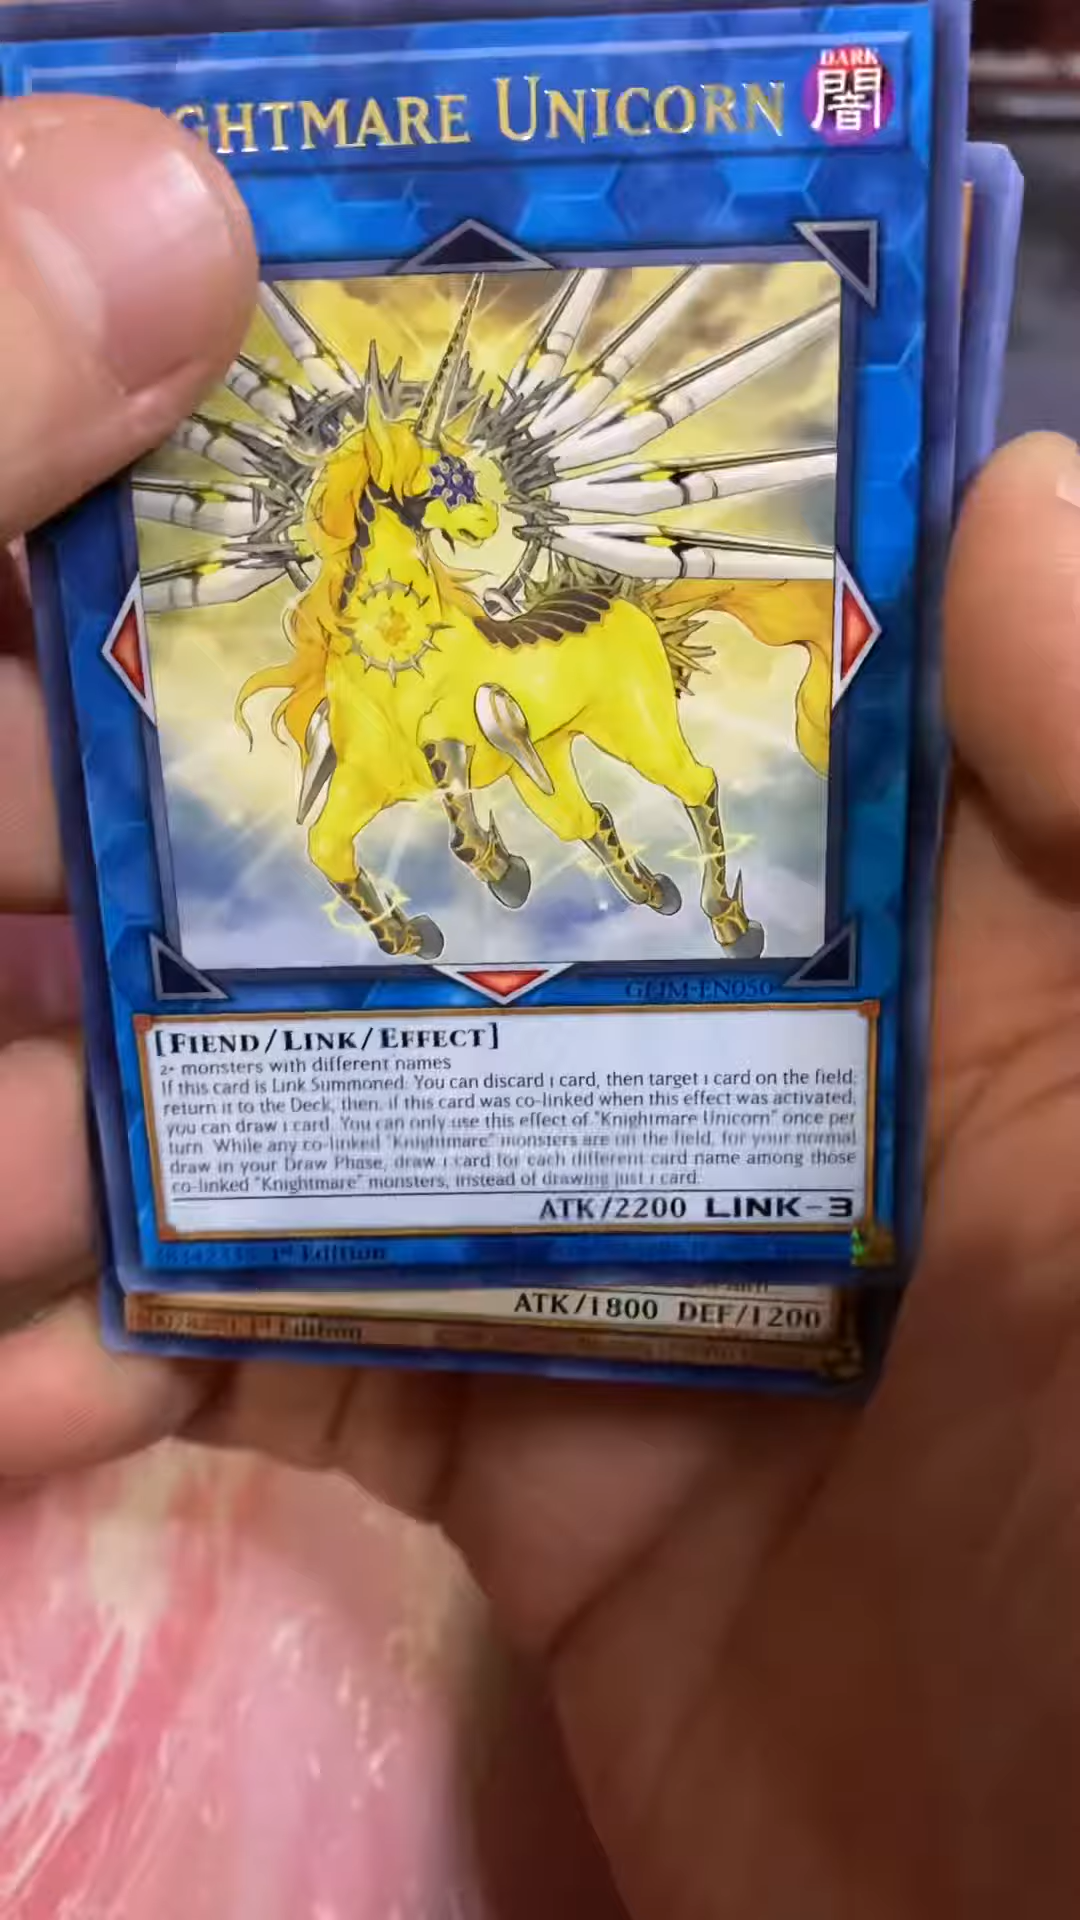 GHTMARE UNICORN
DARK
闇
[FIEND/LINK/EFFECT]
2+ monsters with different names
If this card is Link Summoned: You can discard 1 card, then target 1 card on the field;
return it to the Deck, then, if this card was co-linked when this effect was activated,
you can draw 1 card. You can only use this effect of "Knightmare Unicorn" once per
turn. While any co-linked "Knightmare" monsters are on the field, for your normal
draw in your Draw Phase, draw 1 card for each different card name among those
co-linked "Knightmare" monsters, instead of drawing just 1 card.
ATK/2200 LINK-3
1st Edition
ATK/1800 DEF/1200
1st Edition